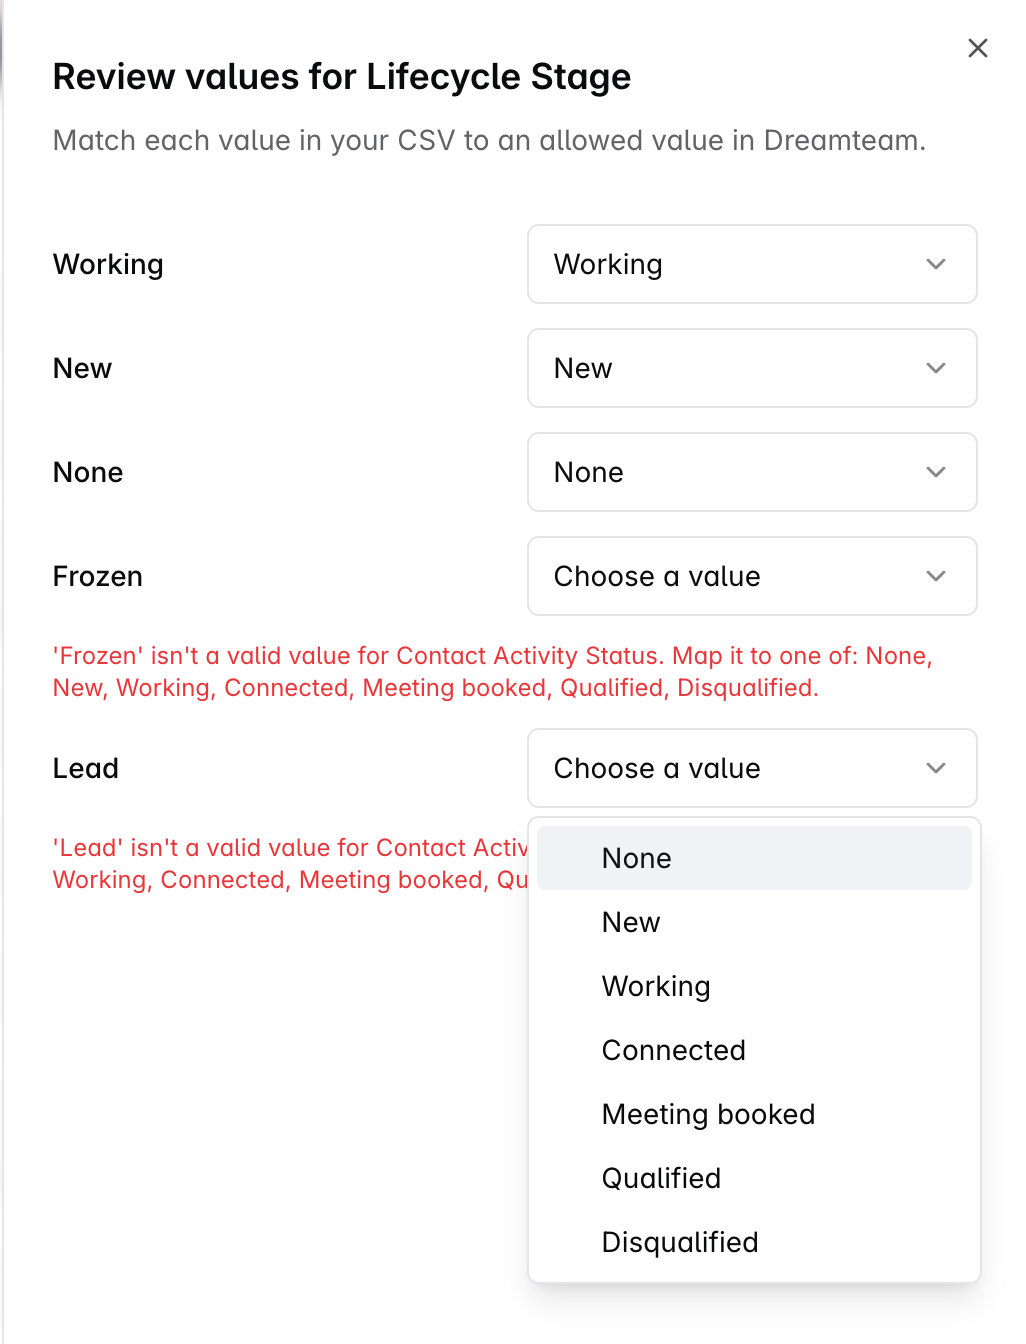 Review values for Lifecycle Stage
Match each value in your CSV to an allowed value in Dreamteam.
Working
Working
New
New
None
None
Frozen
Choose a value
'Frozen' isn't a valid value for Contact Activity Status. Map it to one of: None,
New, Working, Connected, Meeting booked, Qualified, Disqualified.
Lead
Choose a value
'Lead' isn't a valid value for Contact
Working, Connected, Meeting booked,
None
New
Working
Connected
Meeting booked
Qualified
Disqualified